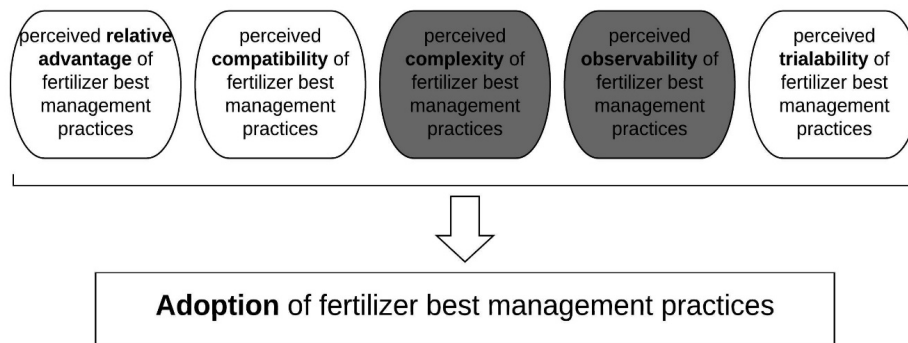 perceived relative
advantage of
fertilizer best
management
practices
perceived
compatibility of
fertilizer best
management
practices
perceived
complexity of
fertilizer best
management
practices
perceived
observability of
fertilizer best
management
practices
perceived
trialability of
fertilizer best
management
practices
Adoption of fertilizer best management practices